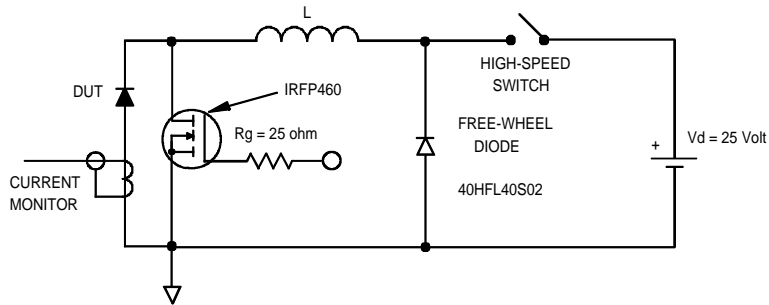 L
HIGH-SPEED
SWITCH
DUT
IRFP460
Rg = 25 ohm
FREE-WHEEL
DIODE
+
Vd = 25 Volt
CURRENT
MONITOR
40HFL40S02